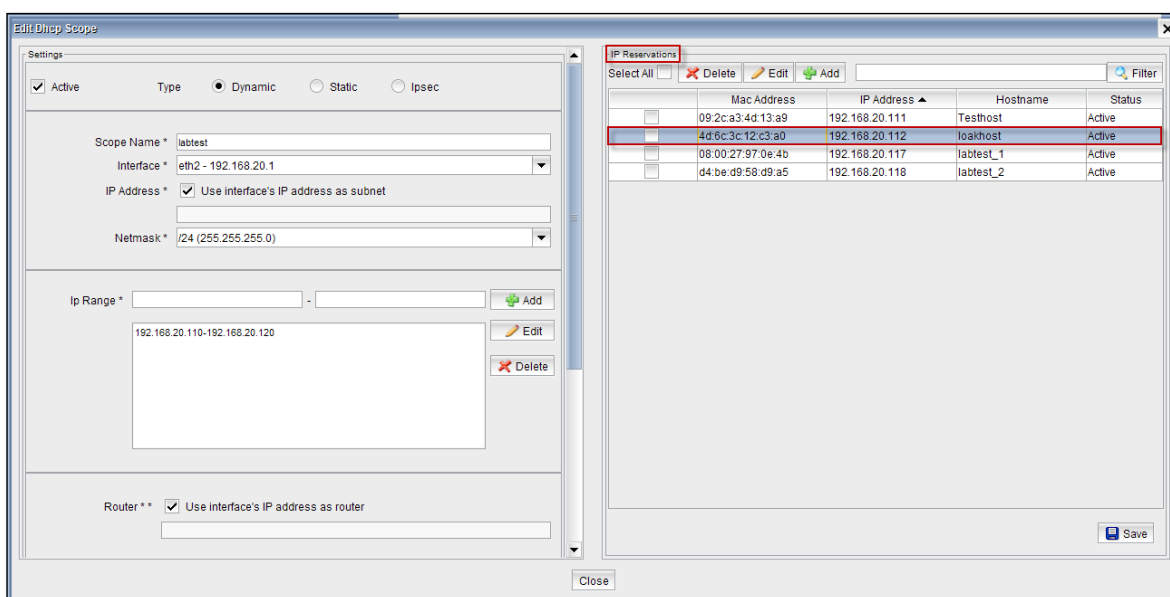 Edit Dhcp Scope
Settings
Active Type Dynamic Static Ipsec
Scope Name * labtest
Interface * eth2 - 192.168.20.1
IP Address * Use interface's IP address as subnet
Netmask * /24 (255.255.255.0)
Ip Range * - Add
192.168.20.110-192.168.20.120
Edit
Delete
Router * * Use interface's IP address as router
IP Reservations
Select All Delete Edit Add Filter
Mac Address IP Address Hostname Status
09:2c:a3:4d:13:a9 192.168.20.111 Testhost Active
4d:6c:3c:12:c3:a0 192.168.20.112 loakhost Active
08:00:27:97:0e:4b 192.168.20.117 labtest_1 Active
d4:be:d9:58:d9:a5 192.168.20.118 labtest_2 Active
Save
Close